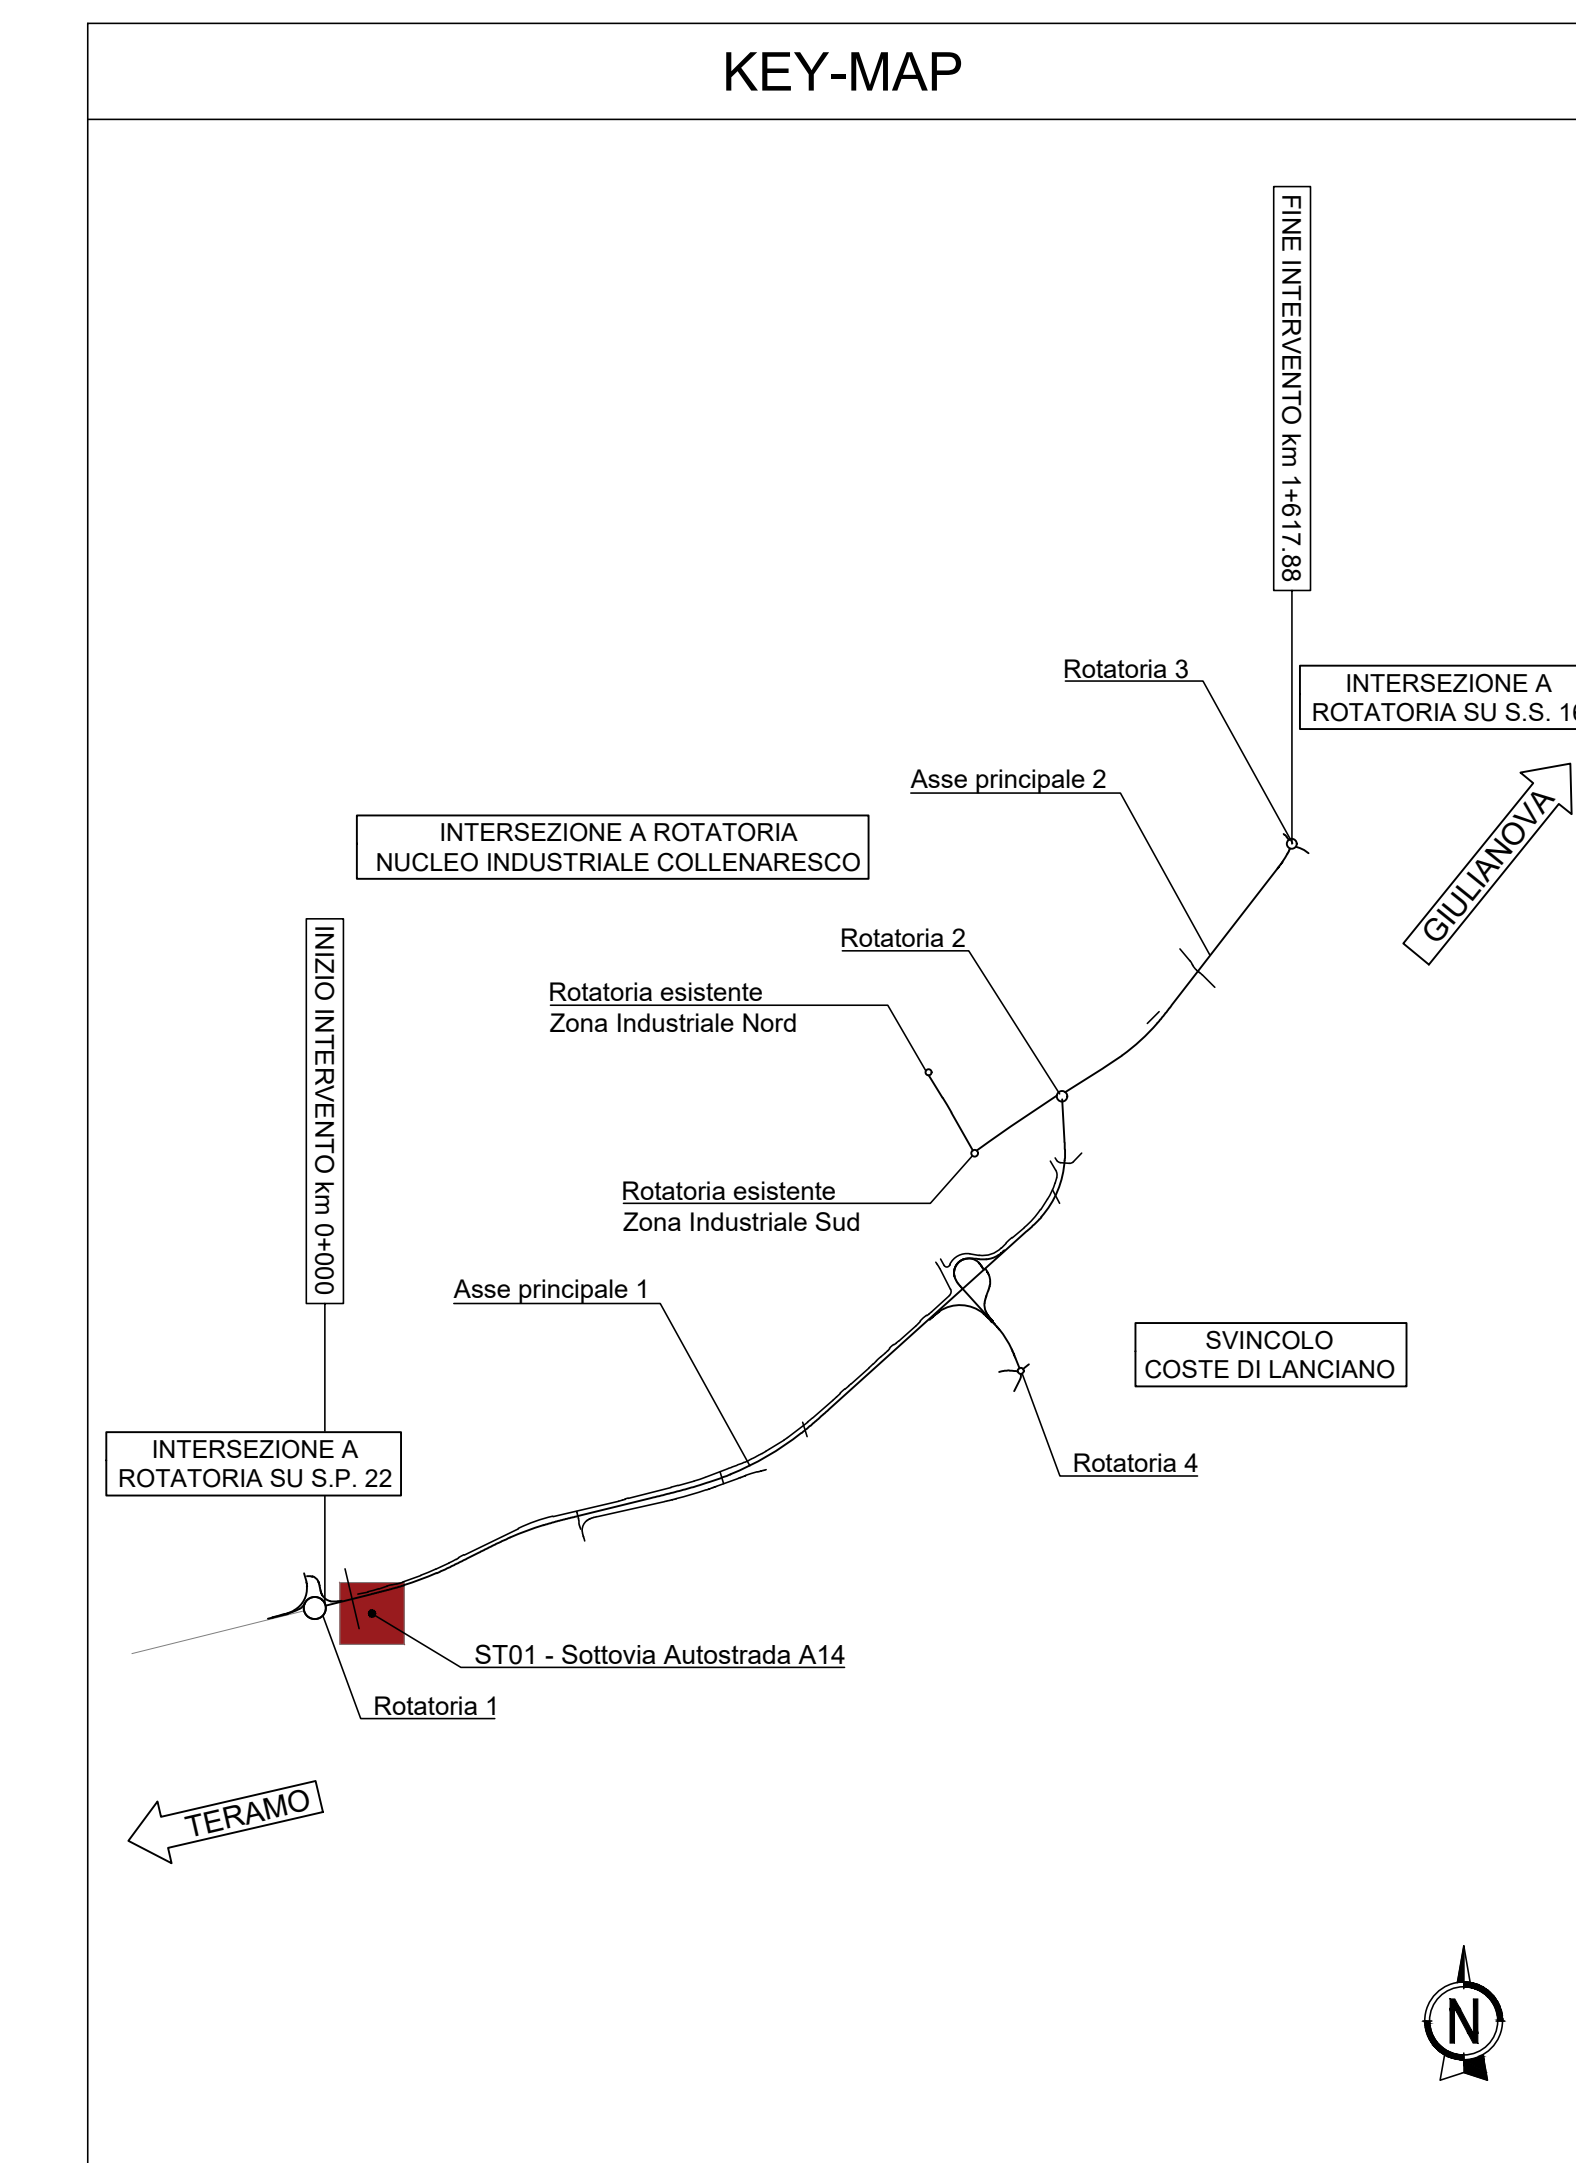 KEY-MAP
FINE INTERVENTO km 1+617.88
Rotatoria 3
INTERSEZIONE A
ROTATORIA SU S.S. 16
Asse principale 2
GIULIANOVA
INTERSEZIONE A ROTATORIA
NUCLEO INDUSTRIALE COLLENARESCO
INIZIO INTERVENTO km 0+000
Rotatoria 2
Rotatoria esistente
Zona Industriale Nord
Rotatoria esistente
Zona Industriale Sud
Asse principale 1
SVINCOLO
COSTE DI LANCIANO
INTERSEZIONE A
ROTATORIA SU S.P. 22
Rotatoria 4
ST01 - Sottovia Autostrada A14
Rotatoria 1
TERAMO
N